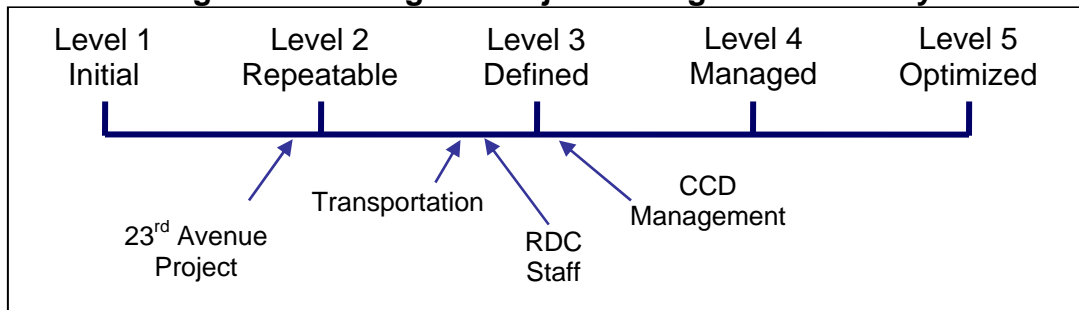 Level 1
Initial
Level 2
Repeatable
Level 3
Defined
Level 4
Managed
Level 5
Optimized
23rd Avenue
Project
Transportation
RDC
Staff
CCD
Management